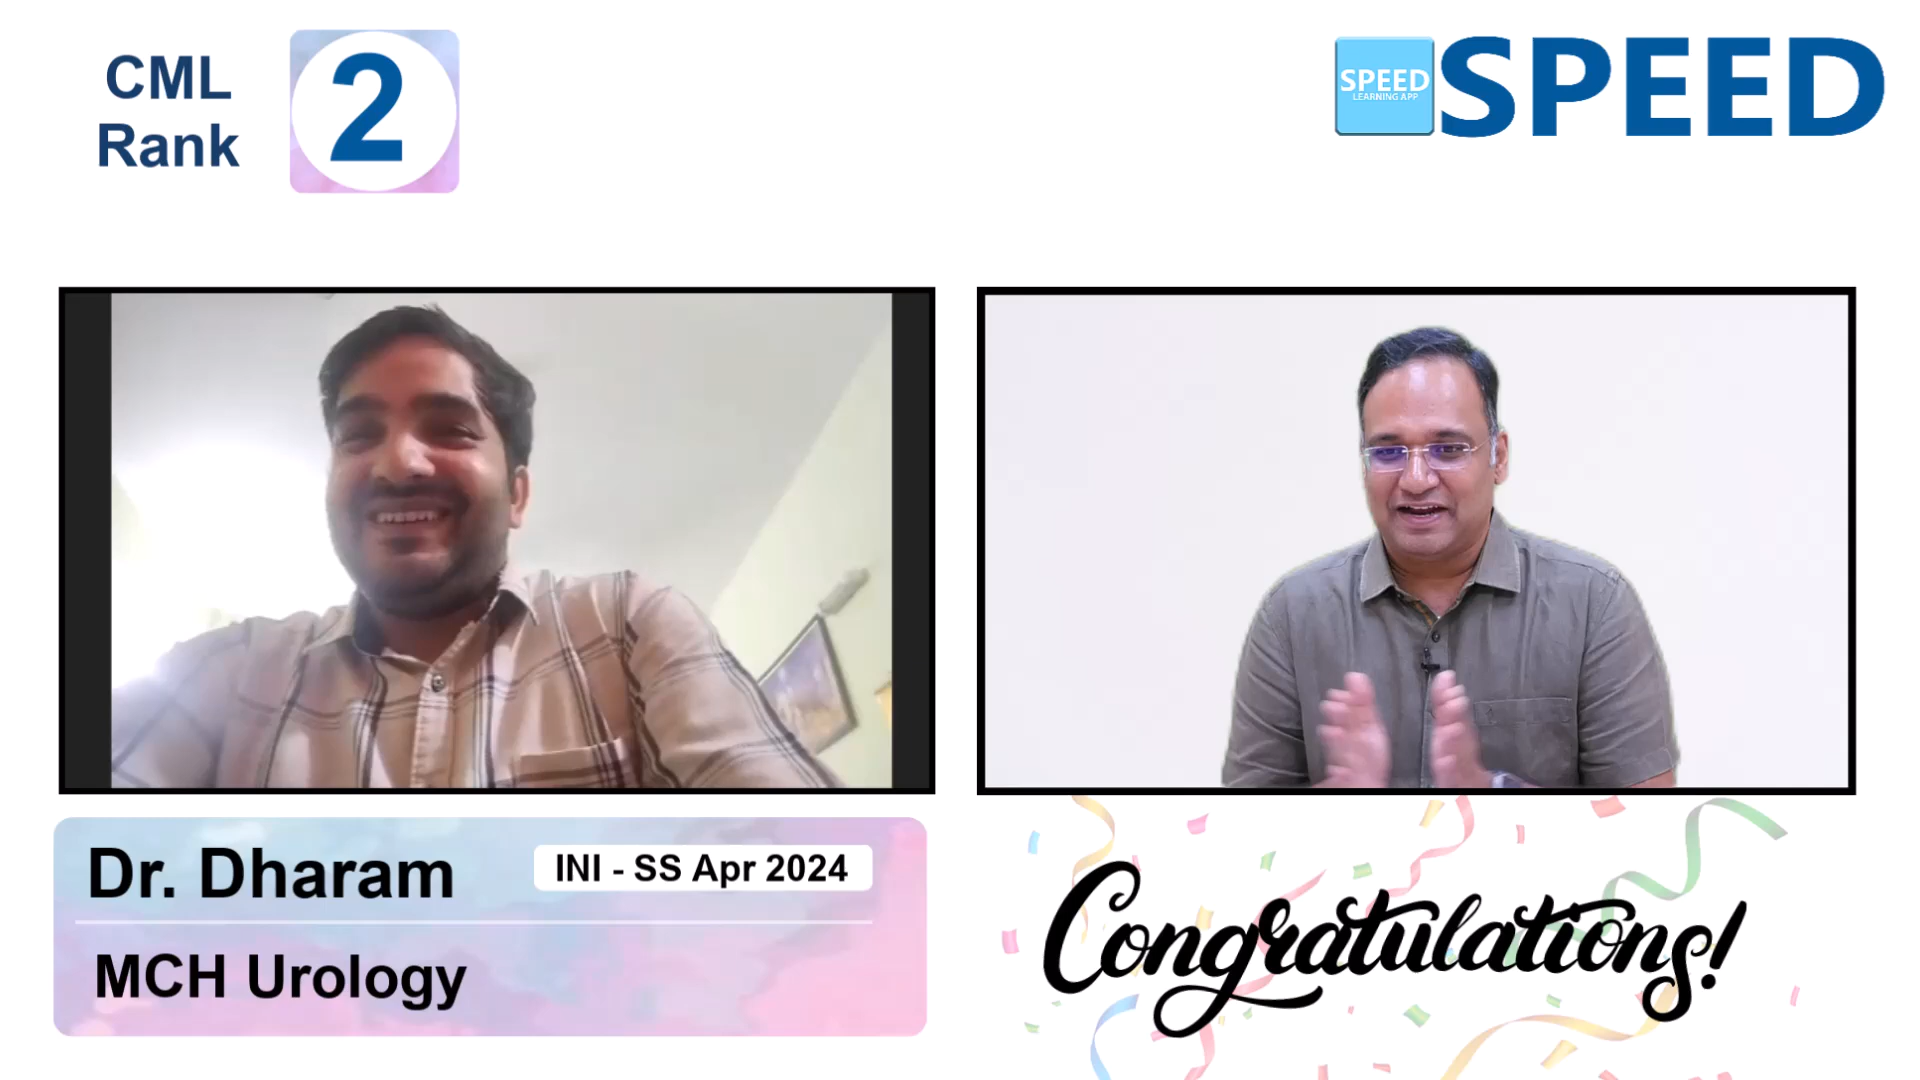 CML
Rank
2
SPEED
LEARNING APP
SPEED
Dr. Dharam
INI - SS Apr 2024
MCH Urology
Congratulations!